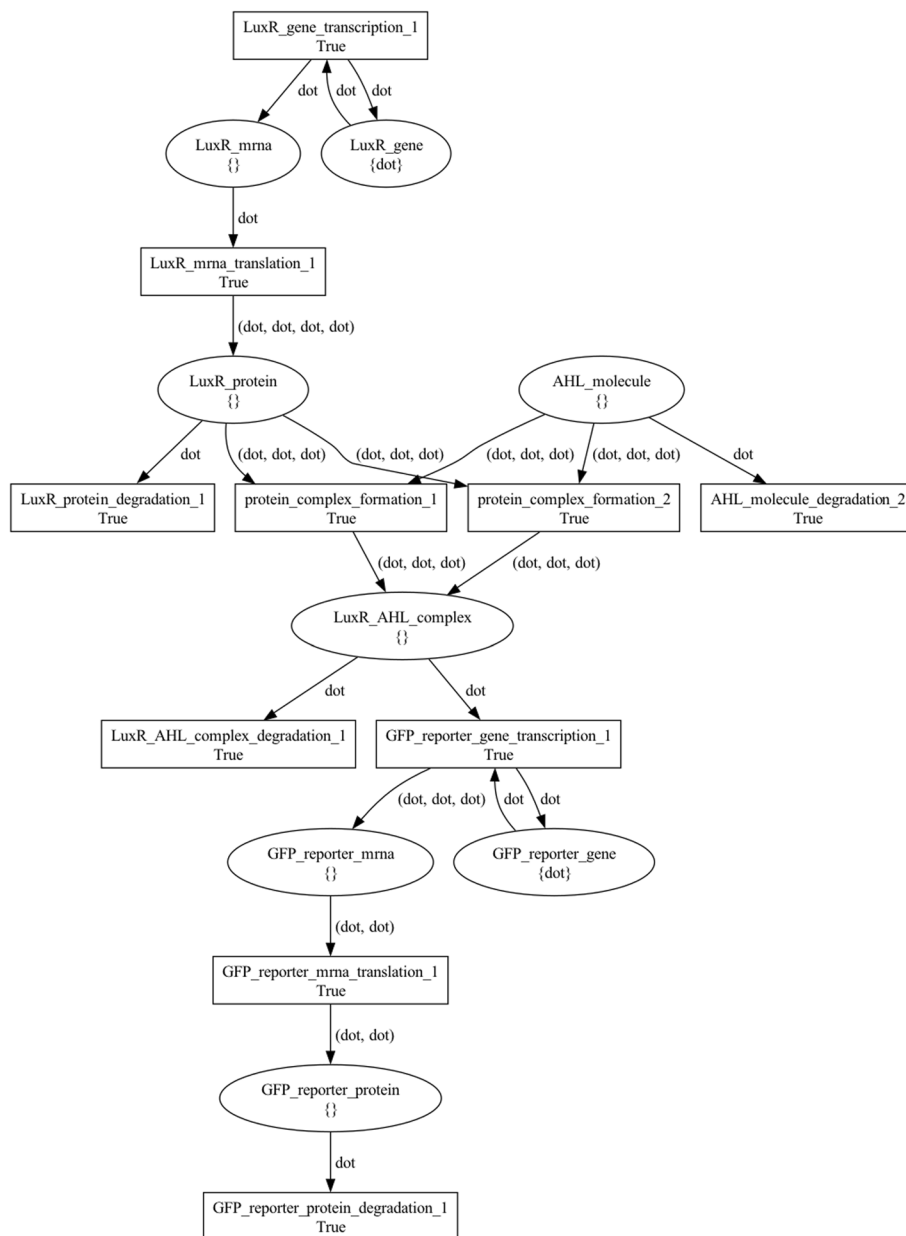 LuxR_gene_transcription_1
True
dot
dot
dot
LuxR_mrna
{}
LuxR_gene
{dot}
dot
LuxR_mrna_translation_1
True
(dot, dot, dot, dot)
LuxR_protein
{}
AHL_molecule
{}
dot
(dot, dot, dot)
(dot, dot, dot)
(dot, dot, dot)
(dot, dot, dot)
dot
LuxR_protein_degradation_1
True
protein_complex_formation_1
True
protein_complex_formation_2
True
AHL_molecule_degradation_2
True
(dot, dot, dot)
(dot, dot, dot)
LuxR_AHL_complex
{}
dot
dot
LuxR_AHL_complex_degradation_1
True
GFP_reporter_gene_transcription_1
True
(dot, dot, dot)
dot
dot
GFP_reporter_mrna
{}
GFP_reporter_gene
{dot}
(dot, dot)
GFP_reporter_mrna_translation_1
True
(dot, dot)
GFP_reporter_protein
{}
dot
GFP_reporter_protein_degradation_1
True